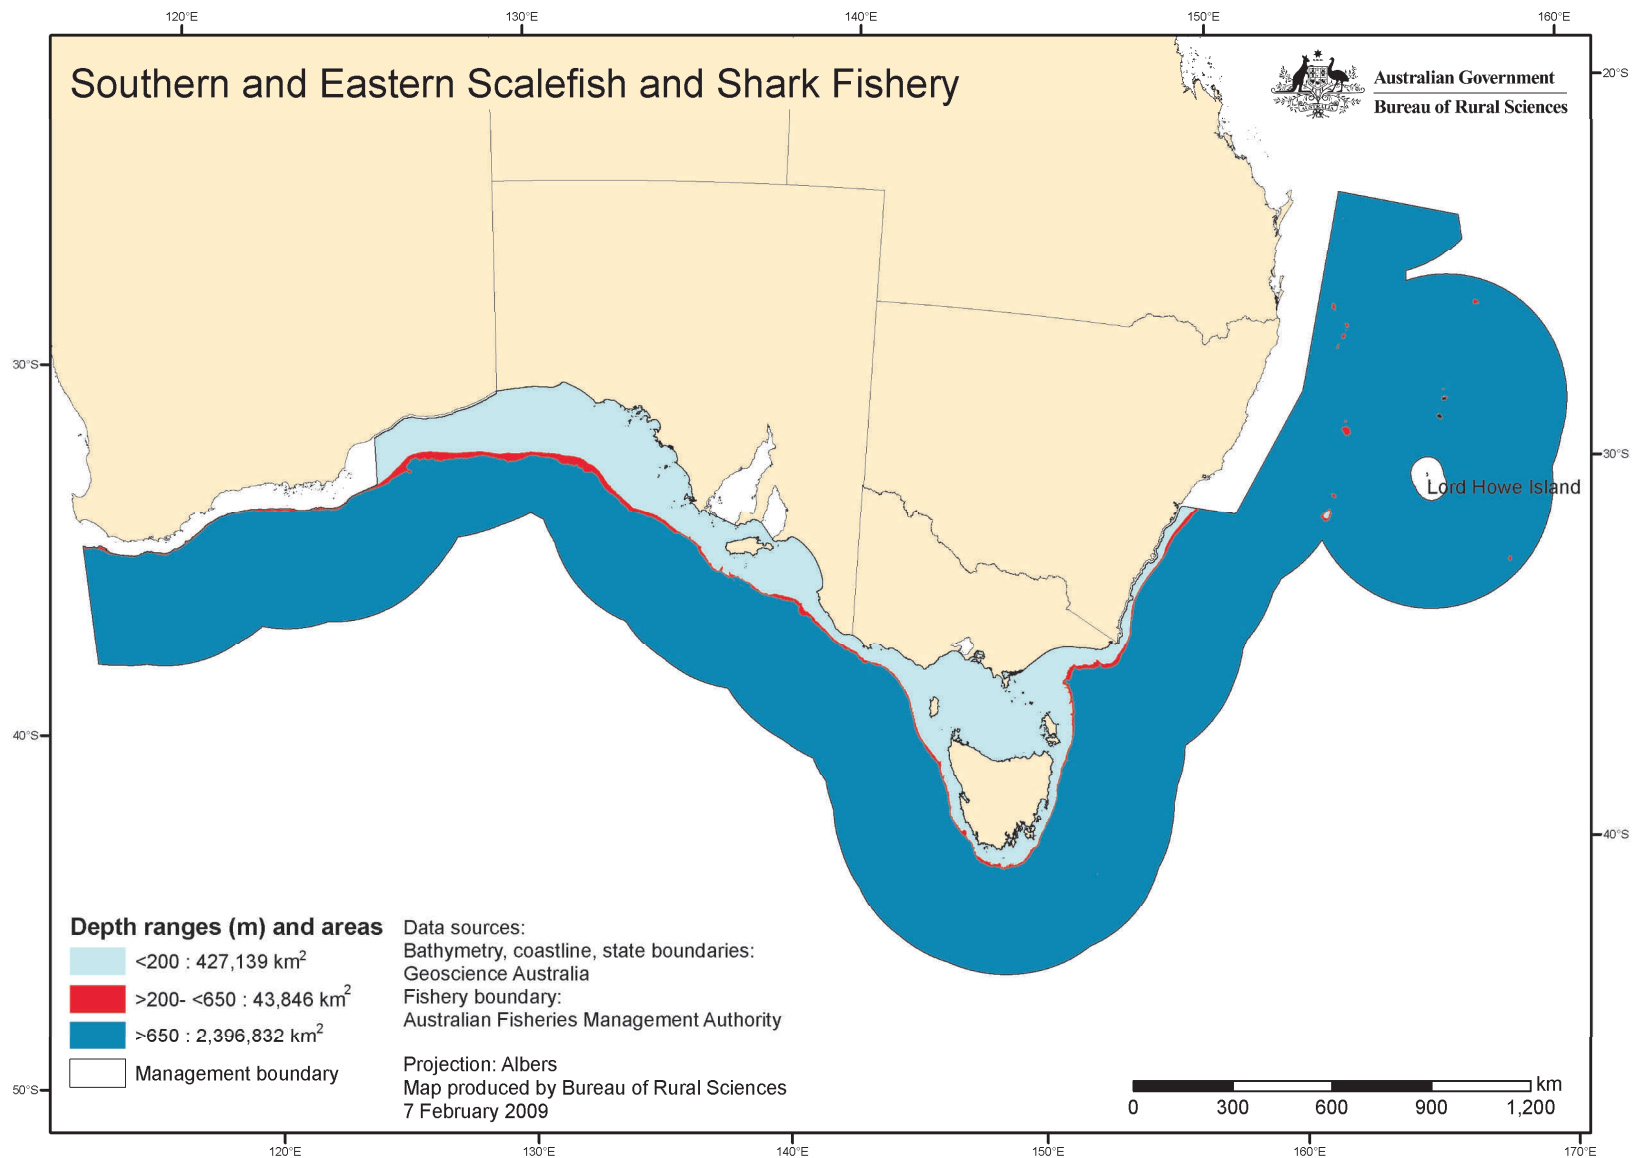 120°E 130°E 140°E 150°E 160°E
Southern and Eastern Scalefish and Shark Fishery
Australian Government
Bureau of Rural Sciences
20°S
30°S
30°S
Lord Howe Island
40°S
40°S
50°S
Depth ranges (m) and areas
<200 : 427,139 km²
>200- <650 : 43,846 km²
>650 : 2,396,832 km²
Management boundary
Data sources:
Bathymetry, coastline, state boundaries:
Geoscience Australia
Fishery boundary:
Australian Fisheries Management Authority
Projection: Albers
Map produced by Bureau of Rural Sciences
7 February 2009
km
0 300 600 900 1,200
120°E 130°E 140°E 150°E 160°E 170°E